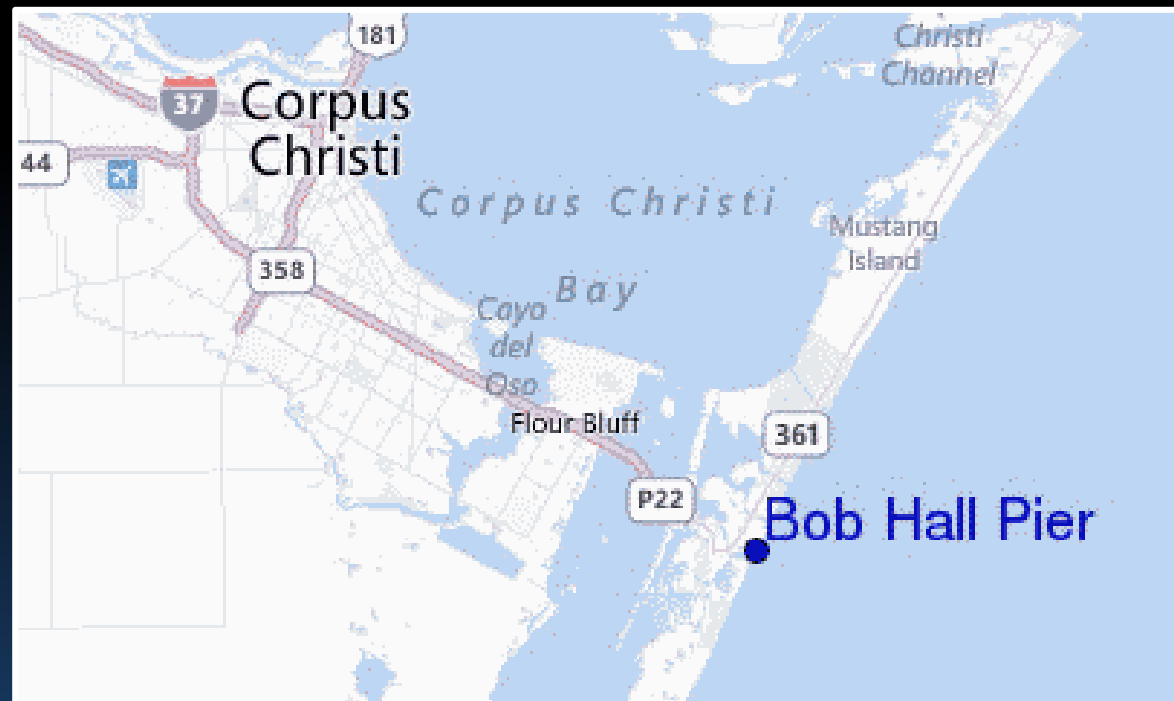 181
Christi
Channel
37
Corpus
Christi
44
Corpus Christi
Bay
Mustang
Island
358
Cayo
del
Oso
Flour Bluff
361
P22
Bob Hall Pier